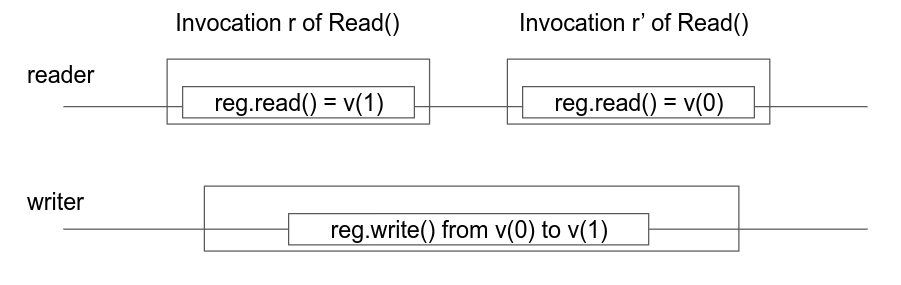 Invocation r of Read()
Invocation r’ of Read()
reader
reg.read() = v(1)
reg.read() = v(0)
writer
reg.write() from v(0) to v(1)